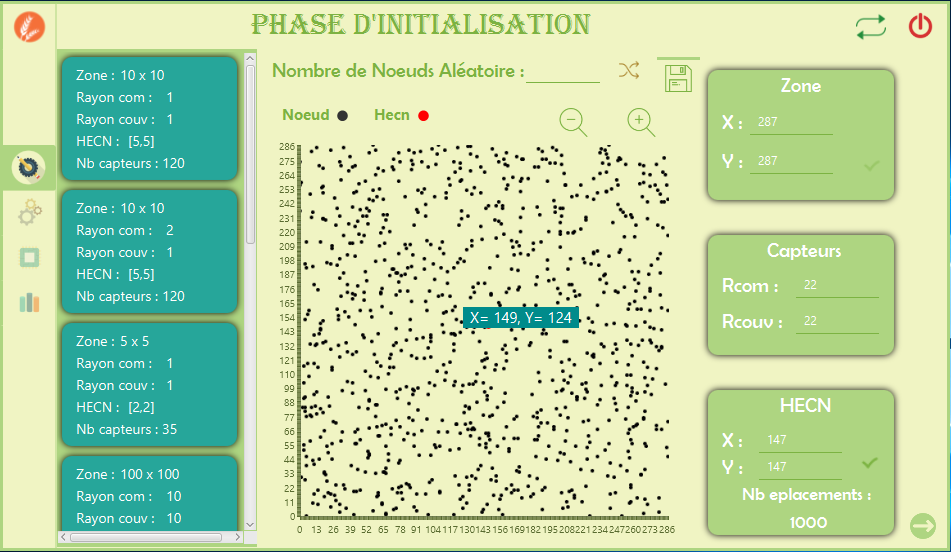 PHASE D'INITIALISATION
Zone : 10 x 10
Rayon com : 1
Rayon couv : 1
HECN : [5,5]
Nb capteurs : 120
Zone : 10 x 10
Rayon com : 2
Rayon couv : 1
HECN : [5,5]
Nb capteurs : 120
Zone : 5 x 5
Rayon com : 1
Rayon couv : 1
HECN : [2,2]
Nb capteurs : 35
Zone : 100 x 100
Rayon com : 10
Rayon couv : 10
Nombre de Noeuds Aléatoire :
Noeud
Hecn
286
275
264
253
242
231
220
209
198
187
176
165
154
143
132
121
110
99
88
77
66
55
44
33
22
11
0
X= 149, Y= 124
0 13 26 39 52 65 78 91 104 117 130 143 156 169 182 195 208 221 234 247 260 273 286
Zone
X : 287
Y : 287
Capteurs
Rcom : 22
Rcouv : 22
HECN
X : 147
Y : 147
Nb eplacements :
1000